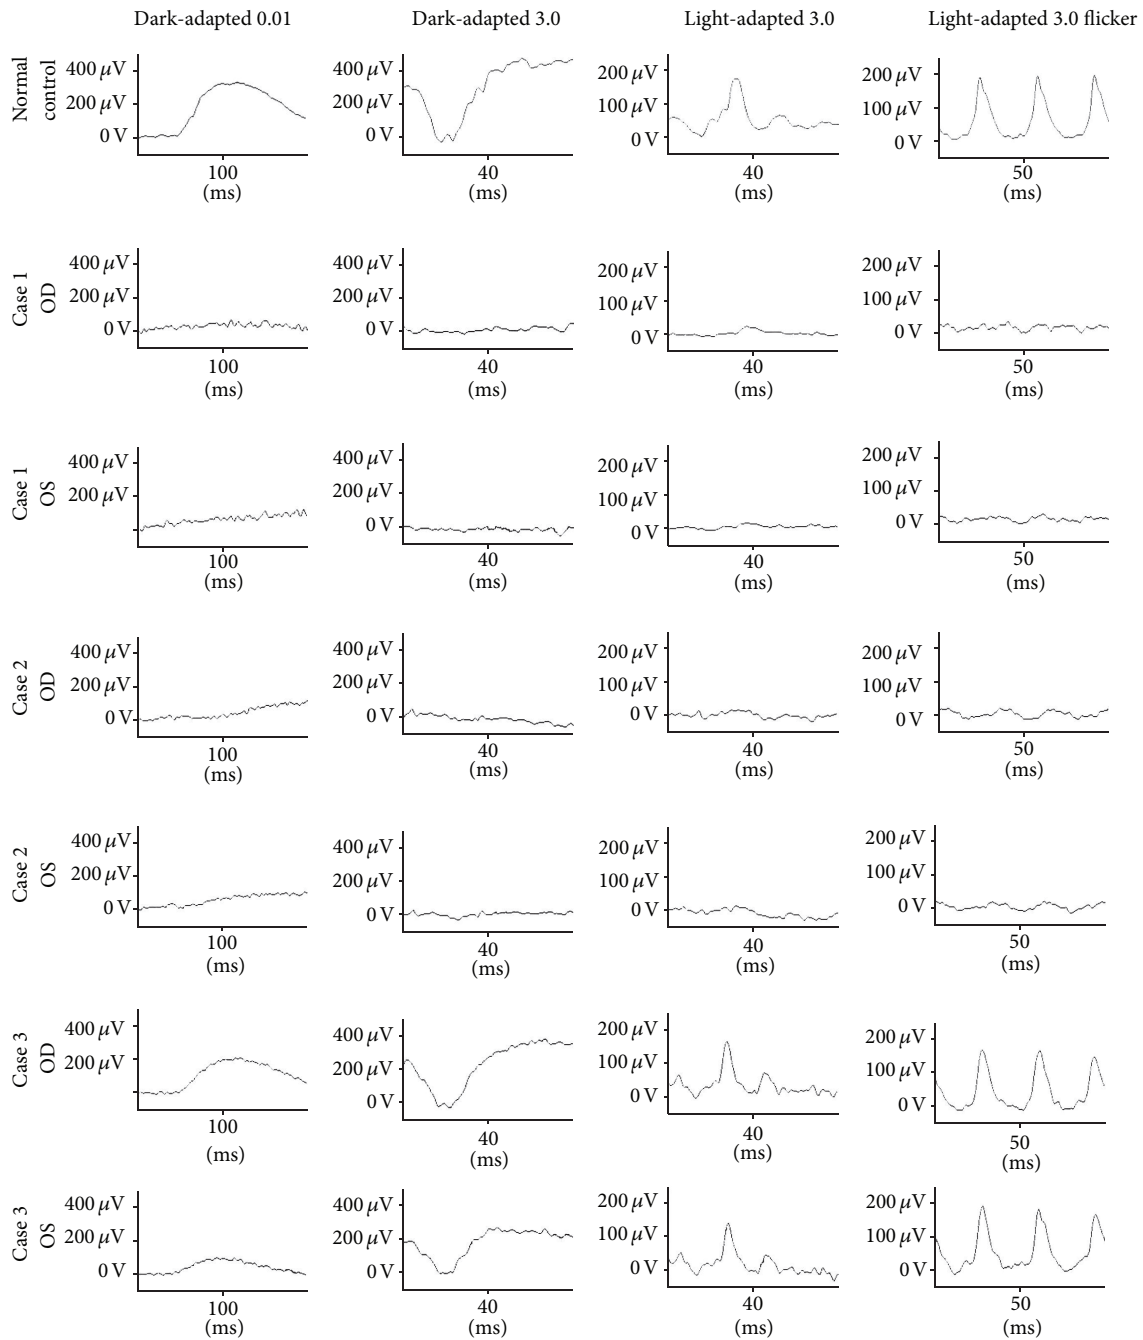 Dark-adapted 0.01 Dark-adapted 3.0 Light-adapted 3.0 Light-adapted 3.0 flicker
Normal control
400 μV 400 μV 200 μV 200 μV
200 μV 200 μV 100 μV 100 μV
0 V 0 V 0 V 0 V
100 40 40 50
(ms) (ms) (ms) (ms)
Case 1 OD
400 μV 400 μV 200 μV 200 μV
200 μV 200 μV 100 μV 100 μV
0 V 0 V 0 V 0 V
100 40 40 50
(ms) (ms) (ms) (ms)
Case 1 OS
400 μV 400 μV 200 μV 200 μV
200 μV 200 μV 100 μV 100 μV
0 V 0 V 0 V
100 40 40 50
(ms) (ms) (ms) (ms)
Case 2 OD
400 μV 400 μV 200 μV 200 μV
200 μV 200 μV 100 μV 100 μV
0 V 0 V 0 V 0 V
100 40 40 50
(ms) (ms) (ms) (ms)
Case 2 OS
400 μV 400 μV 200 μV 200 μV
200 μV 200 μV 100 μV 100 μV
0 V 0 V 0 V 0 V
100 40 40 50
(ms) (ms) (ms) (ms)
Case 3 OD
400 μV 400 μV 200 μV 200 μV
200 μV 200 μV 100 μV 100 μV
0 V 0 V 0 V
100 40 40 50
(ms) (ms) (ms) (ms)
Case 3 OS
400 μV 400 μV 200 μV 200 μV
200 μV 200 μV 100 μV 100 μV
0 V 0 V 0 V 0 V
100 40 40 50
(ms) (ms) (ms) (ms)